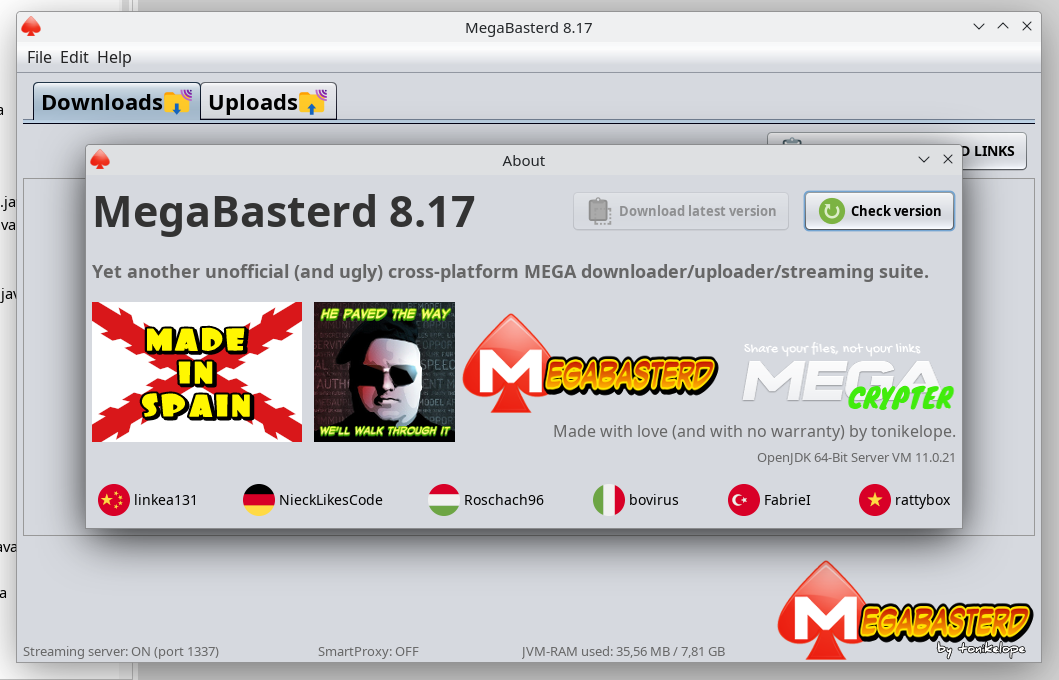 MegaBasterd 8.17
File Edit Help
Downloads
Uploads
D LINKS
About
MegaBasterd 8.17
Download latest version
Check version
Yet another unofficial (and ugly) cross-platform MEGA downloader/uploader/streaming suite.
MADE
IN
SPAIN
HE PAVED THE WAY
WE'LL WALK THROUGH IT
MEGABASTERD
Share your files, not your links
MEGA
CRYPTER
Made with love (and with no warranty) by tonikelope.
OpenJDK 64-Bit Server VM 11.0.21
linkea131
NieckLikesCode
Roschach96
bovirus
FabrieI
rattybox
MEGABASTERD
by tonikelope
Streaming server: ON (port 1337)
SmartProxy: OFF
JVM-RAM used: 35,56 MB / 7,81 GB